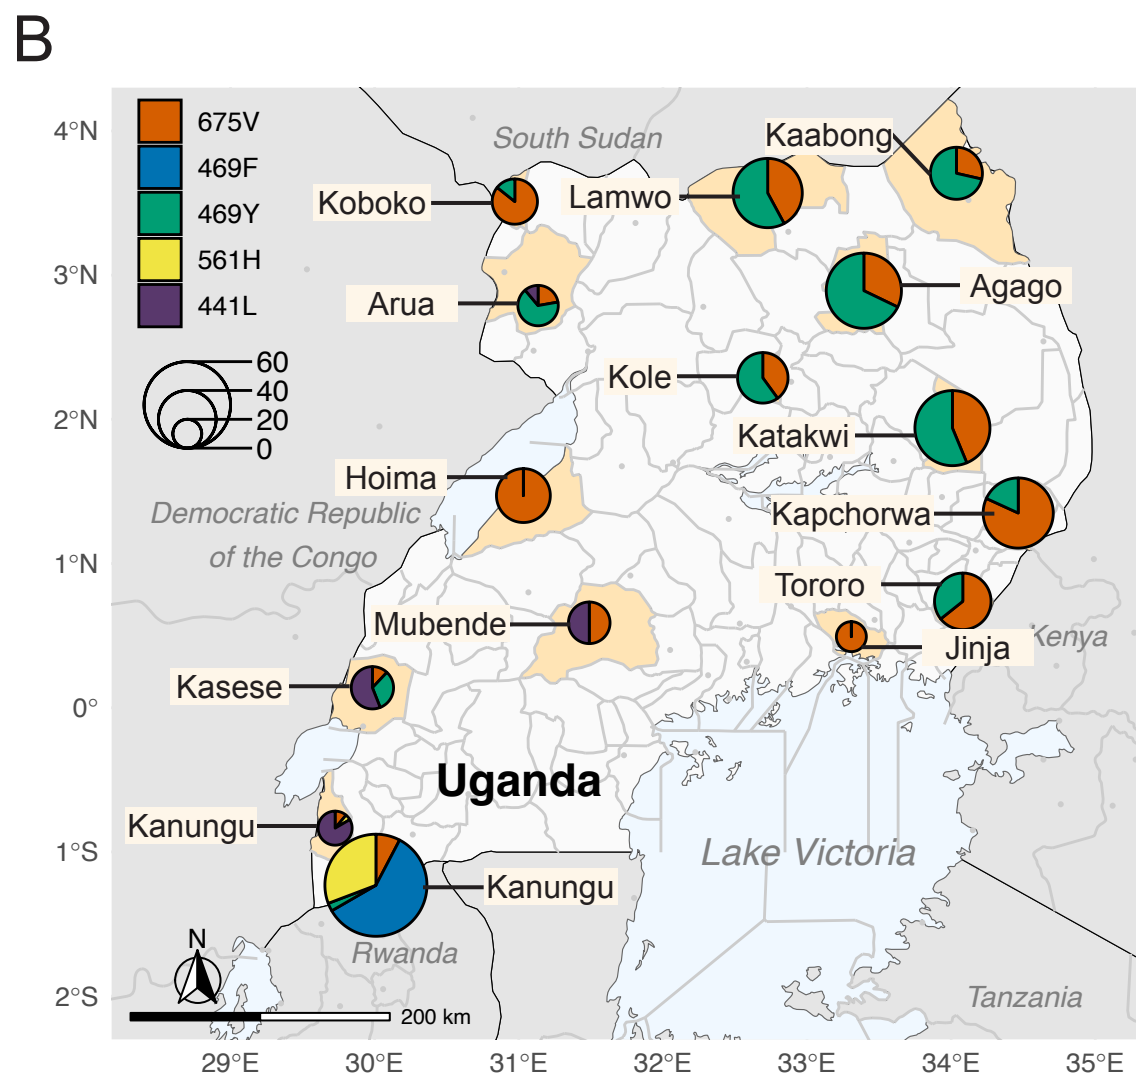 B
4°N
3°N
2°N
1°N
0°
1°S
2°S
675V
469F
469Y
561H
441L
60
40
20
0
South Sudan
Kaabong
Koboko
Lamwo
Arua
Agago
Kole
Katakwi
Hoima
Democratic Republic
of the Congo
Kapchorwa
Tororo
Mubende
Jinja
Kenya
Kasese
Uganda
Kanungu
Lake Victoria
Kanungu
Rwanda
N
Tanzania
200 km
29°E
30°E
31°E
32°E
33°E
34°E
35°E